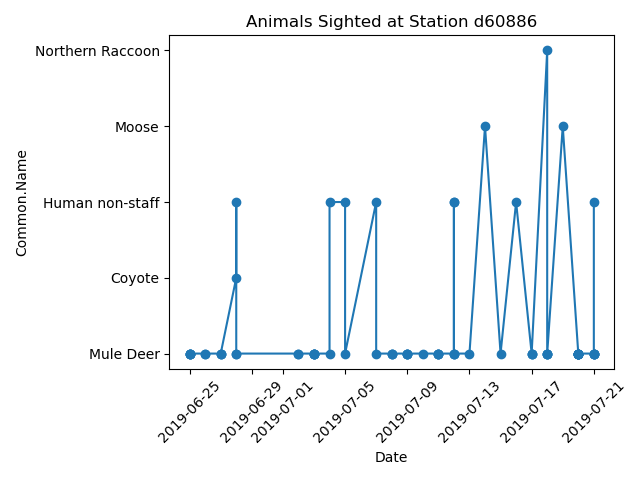 Animals Sighted at Station d60886
Northern Raccoon
Moose
Human non-staff
Coyote
Mule Deer
Common.Name
2019-06-25
2019-06-29
2019-07-01
2019-07-05
2019-07-09
2019-07-13
2019-07-17
2019-07-21
Date